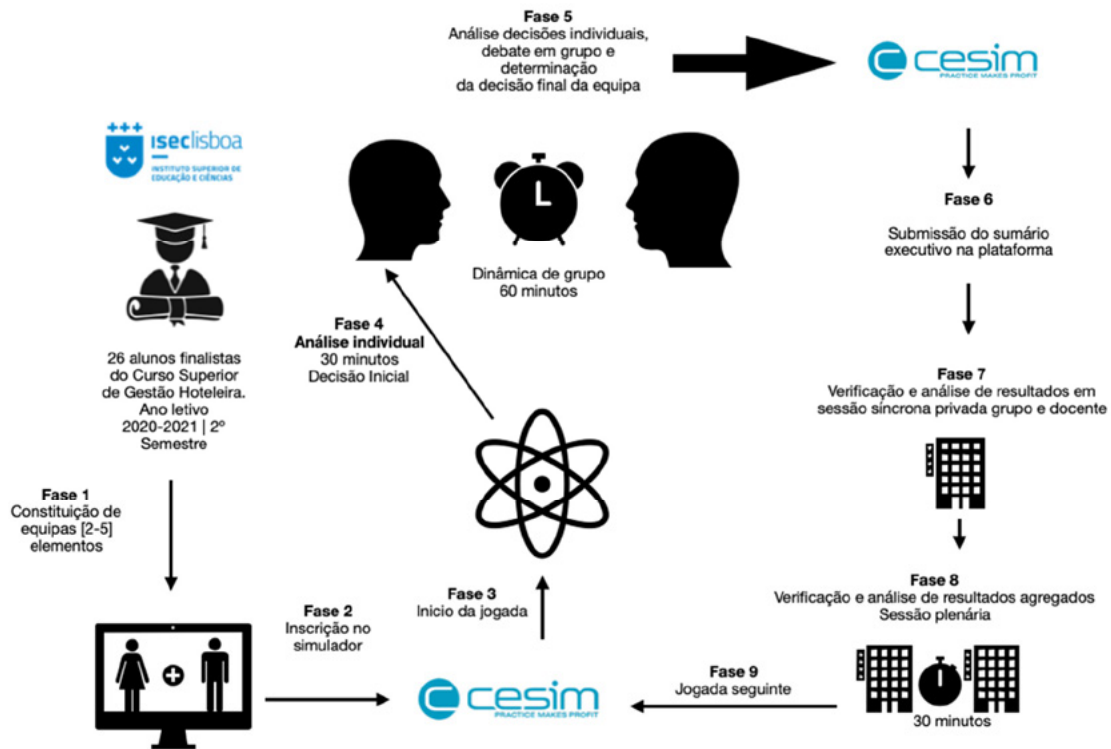 iseclisboa
INSTITUTO SUPERIOR DE
EDUCAÇÃO E CIÊNCIAS
26 alunos finalistas
do Curso Superior
de Gestão Hoteleira.
Ano letivo
2020-2021 | 2º
Semestre
Fase 1
Constituição de
equipas [2-5]
elementos
Fase 2
Inscrição no
simulador
cesim
PRACTICE MAKES PROFIT
Fase 3
Inicio da jogada
Fase 4
Análise individual
30 minutos
Decisão Inicial
Dinâmica de grupo
60 minutos
Fase 5
Análise decisões individuais,
debate em grupo e
determinação
da decisão final da equipa
cesim
PRACTICE MAKES PROFIT
Fase 6
Submissão do sumário
executivo na plataforma
Fase 7
Verificação e análise de resultados em
sessão síncrona privada grupo e docente
Fase 8
Verificação e análise de resultados agregados
Sessão plenária
30 minutos
Fase 9
Jogada seguinte